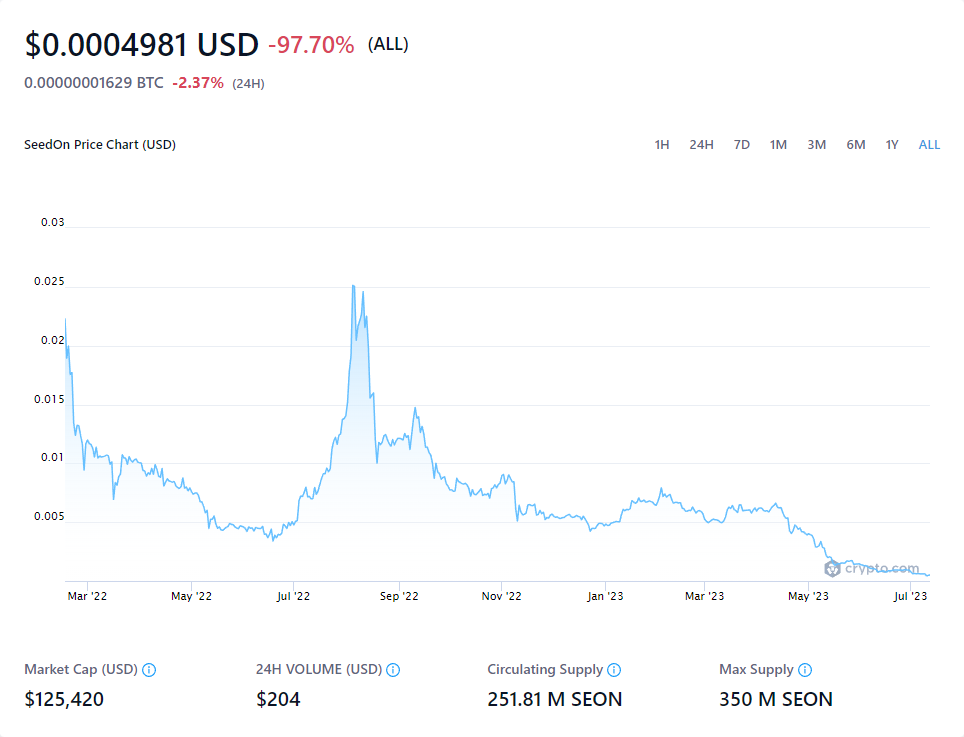 $0.0004981 USD -97.70% (ALL)
0.00000001629 BTC -2.37% (24H)
SeedOn Price Chart (USD) 1H 24H 7D 1M 3M 6M 1Y ALL
0.03
0.025
0.02
0.015
0.01
0.005
crypto.com
Mar '22 May '22 Jul '22 Sep '22 Nov '22 Jan '23 Mar '23 May '23 Jul '23
Market Cap (USD) 24H VOLUME (USD) Circulating Supply Max Supply
$125,420 $204 251.81 M SEON 350 M SEON